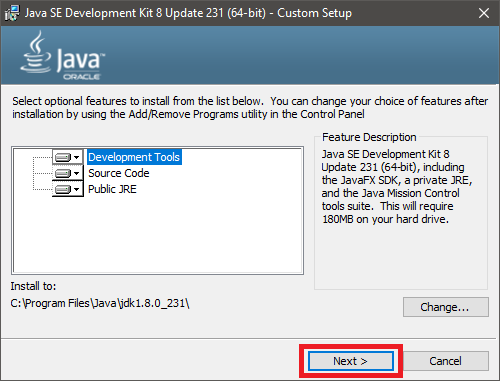 Java SE Development Kit 8 Update 231 (64-bit) - Custom Setup
Java
ORACLE
Select optional features to install from the list below.  You can change your choice of features after
installation by using the Add/Remove Programs utility in the Control Panel
Development Tools
Source Code
Public JRE
Feature Description
Java SE Development Kit 8
Update 231 (64-bit), including
the JavaFX SDK, a private JRE,
and the Java Mission Control
tools suite.  This will require
180MB on your hard drive.
Install to:
C:\Program Files\Java\jdk1.8.0_231\
Change...
Next >
Cancel